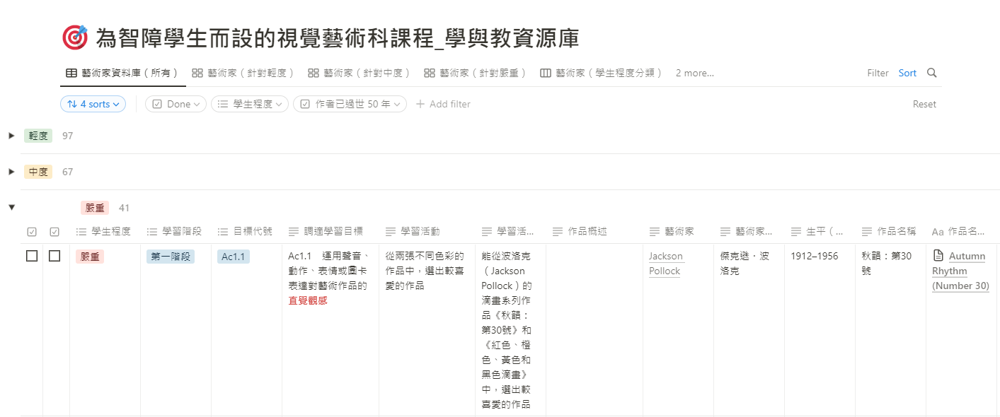 為智障學生而設的視覺藝術科課程_學與教資源庫
藝術家資料庫（所有） 藝術家（針對輕度） 藝術家（針對中度） 藝術家（針對嚴重） 藝術家（學生程度分類） 2 more... Filter Sort
4 sorts Done 學生程度 作者已過世 50 年 Add filter Reset
輕度 97
中度 67
嚴重 41
學生程度 學習階段 目標代號 調適學習目標 學習活動 學習活... 作品概述 藝術家 藝術家... 生平（... 作品名稱 Aa 作品名...
嚴重
第一階段
Ac1.1
Ac1.1 運用聲音、
動作、表情或圖卡
表達對藝術作品的
直覺觀感
從兩張不同色彩的
作品中，選出較喜
愛的作品
能從波洛克
（Jackson
Pollock）的
滴畫系列作
品《秋韻：
第30號》和
《紅色、橙
色、黃色和
黑色滴畫》
中，選出較
喜愛的作品
Jackson
Pollock
傑克遜．波
洛克
1912–1956
秋韻：第30
號
Autumn
Rhythm
(Number 30)